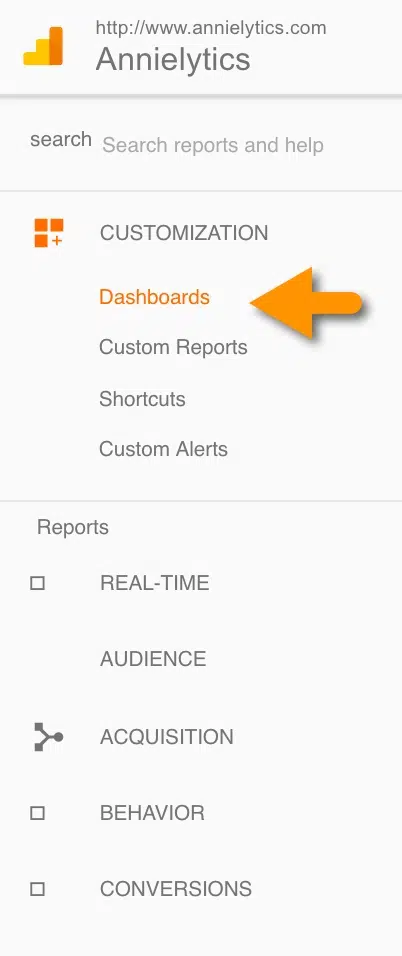 http://www.annielytics.com
Annielytics
search Search reports and help
CUSTOMIZATION
Dashboards
Custom Reports
Shortcuts
Custom Alerts
Reports
REAL-TIME
AUDIENCE
ACQUISITION
BEHAVIOR
CONVERSIONS